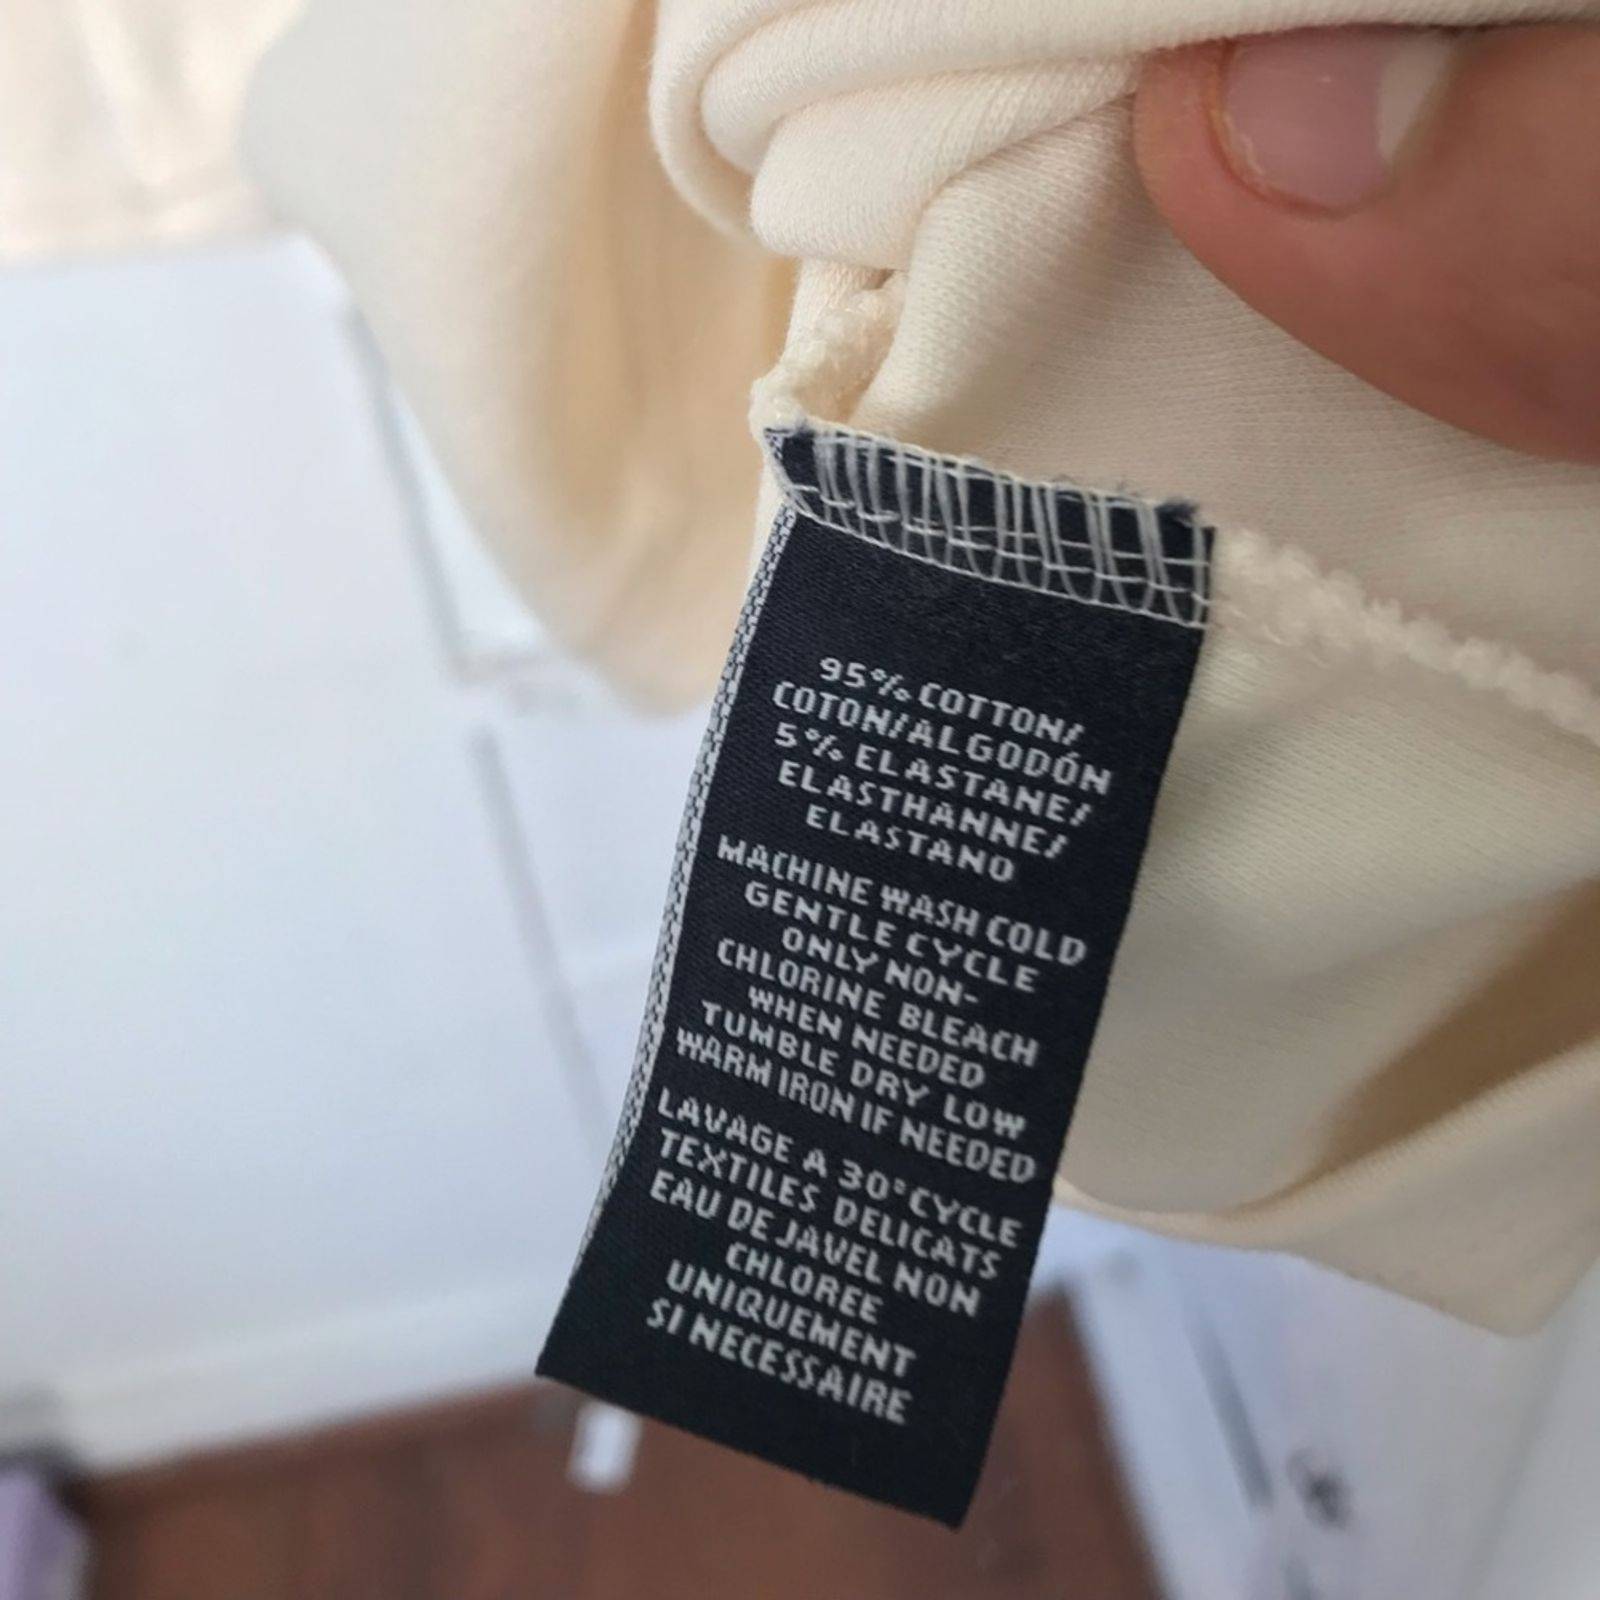 95% COTTON/
COTON/ALGODÓN
5% ELASTANE/
ELASTHANNE/
ELASTANO
MACHINE WASH COLD
GENTLE CYCLE
ONLY NON-
CHLORINE BLEACH
WHEN NEEDED
TUMBLE DRY LOW
WARM IRON IF NEEDED
LAVAGE A 30° CYCLE
TEXTILES DELICATS
EAU DE JAVEL NON
CHLOREE
UNIQUEMENT
SI NECESSAIRE